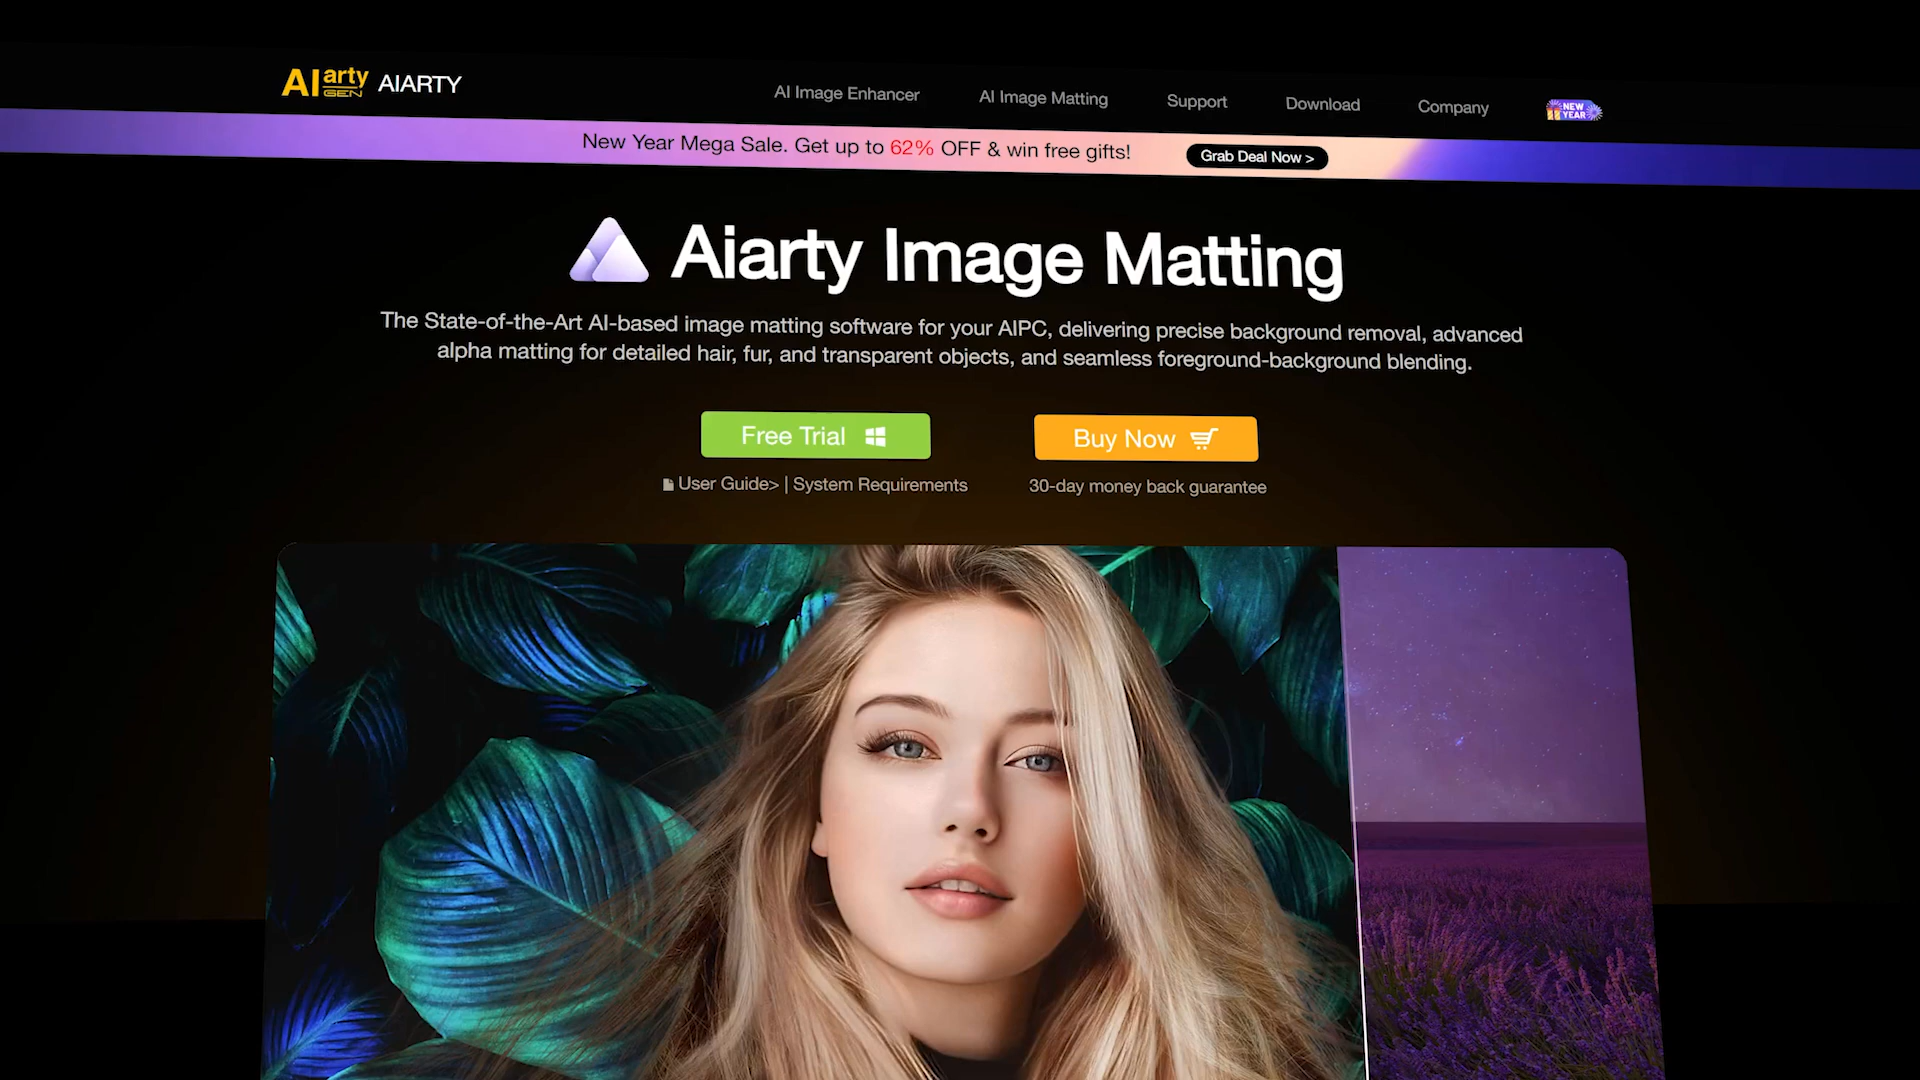 AIarty GEN AIARTY
AI Image Enhancer
AI Image Matting
Support
Download
Company
NEW YEAR
New Year Mega Sale. Get up to 62% OFF & win free gifts!
Grab Deal Now >
Aiarty Image Matting
The State-of-the-Art AI-based image matting software for your AIPC, delivering precise background removal, advanced
alpha matting for detailed hair, fur, and transparent objects, and seamless foreground-background blending.
Free Trial
Buy Now
User Guide> | System Requirements
30-day money back guarantee